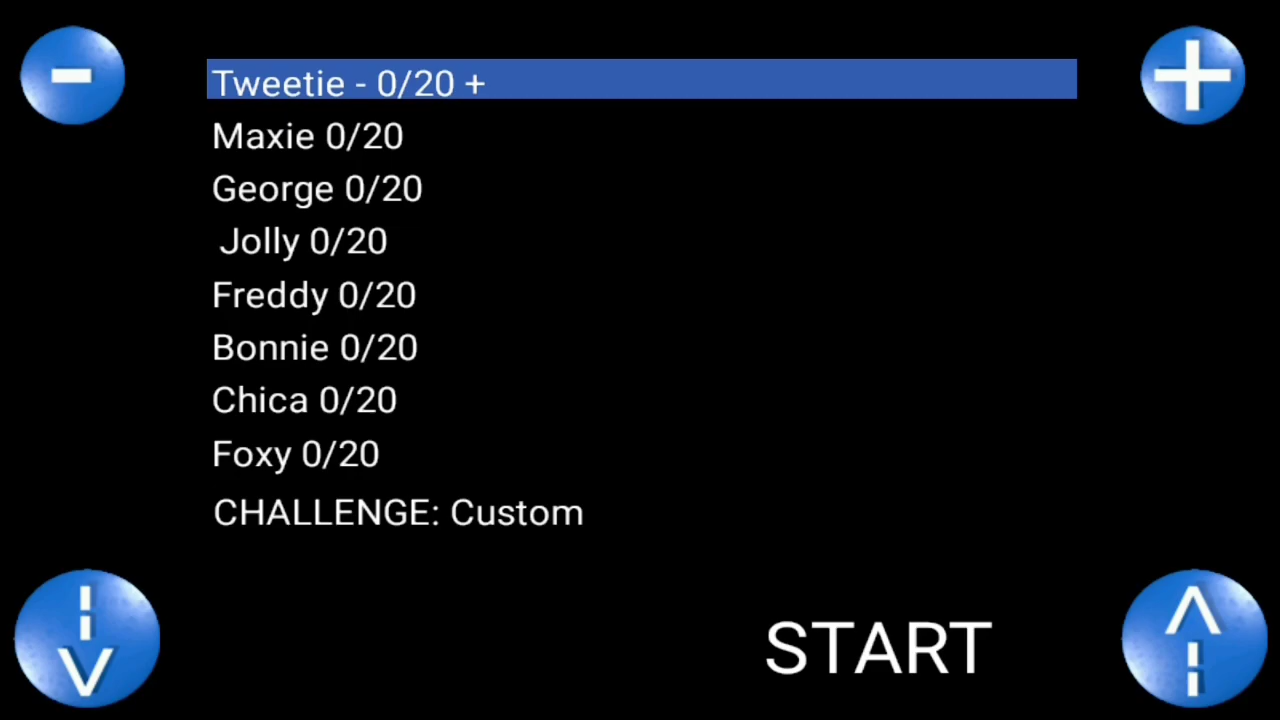 Tweetie - 0/20 +
Maxie 0/20
George 0/20
Jolly 0/20
Freddy 0/20
Bonnie 0/20
Chica 0/20
Foxy 0/20
CHALLENGE: Custom
START